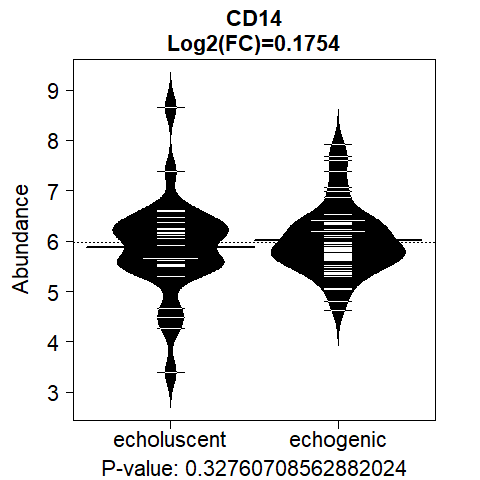 CD14
Log2(FC)=0.1754
Abundance
9
8
7
6
5
4
3
echoluscent echogenic
P-value: 0.32760708562882024